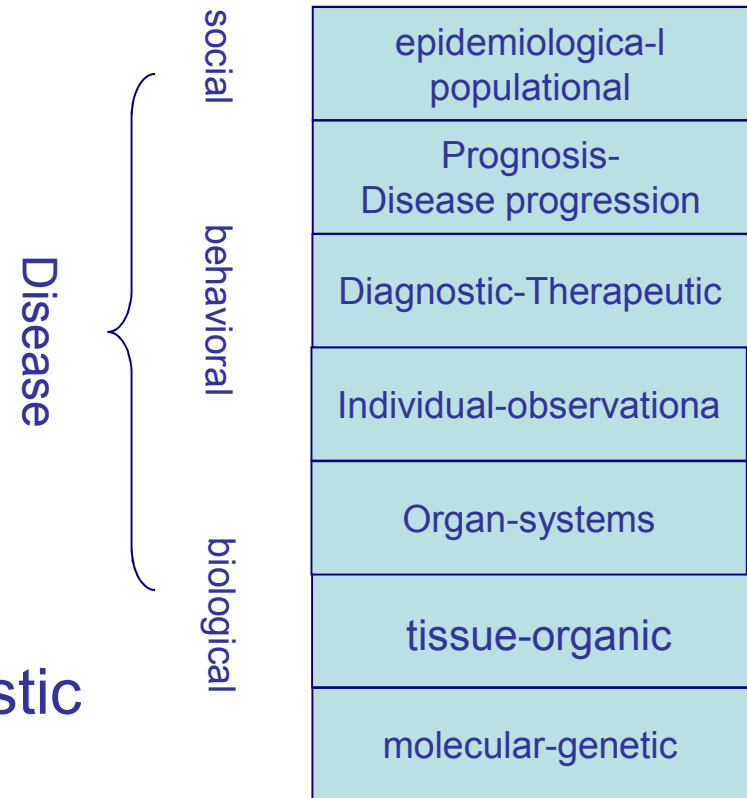 social
behavioral
biological
Disease
stic
epidemiologica-l
populational
Prognosis-
Disease progression
Diagnostic-Therapeutic
Individual-observationa
Organ-systems
tissue-organic
molecular-genetic